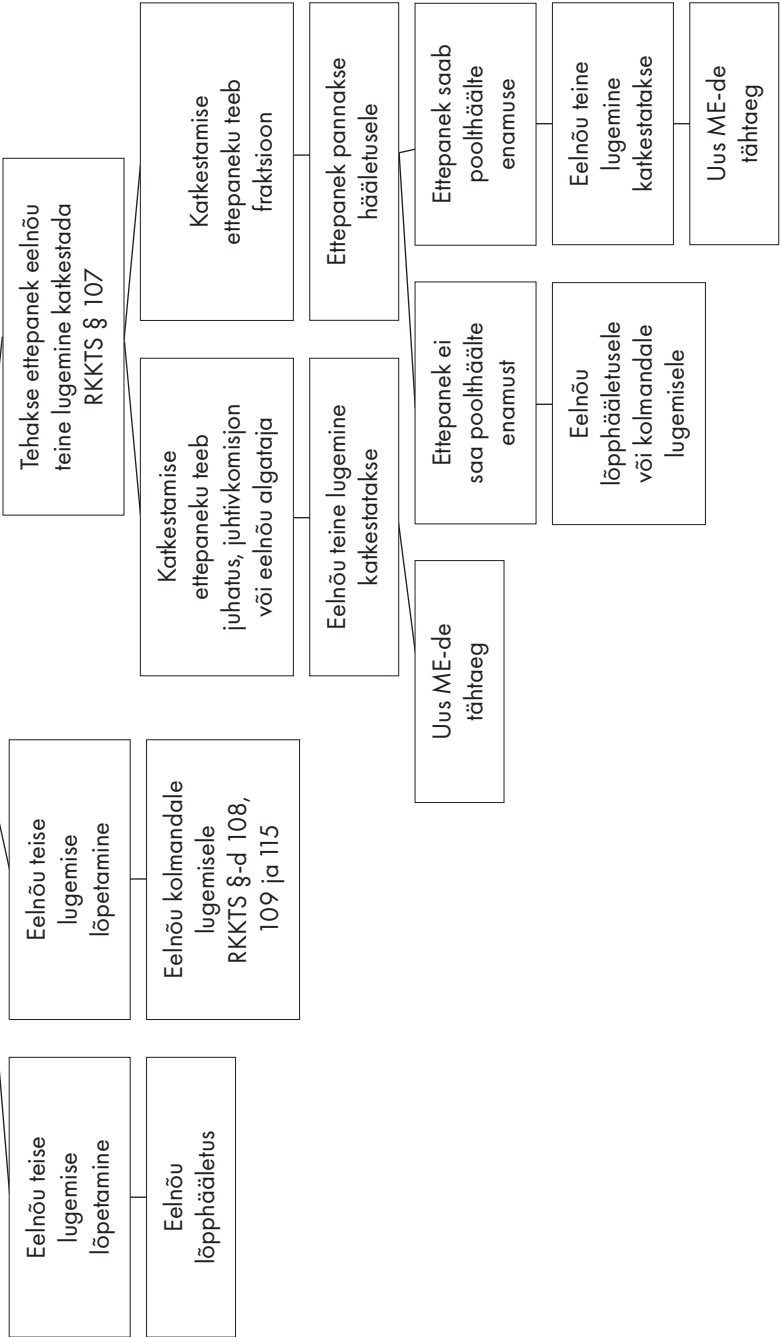 Eelnõu teise
lugemise
lõpetamine
Eelnõu
lõpphääletus
Eelnõu teise
lugemise
lõpetamine
Eelnõu kolmandale
lugemisele
RKKTS §-d 108,
109 ja 115
Tehakse ettepanek eelnõu
teine lugemine katkestada
RKKTS § 107
Katkestamise
ettepaneku teeb
juhatus, juhtivkomisjon
või eelnõu algataja
Eelnõu teine lugemine
katkestatakse
Uus ME-de
tähtaeg
Katkestamise
ettepaneku teeb
fraktsioon
Ettepanek pannakse
hääletusele
Ettepanek ei
saa poolthäälte
enamust
Eelnõu
lõpphääletusele
või kolmandale
lugemisele
Ettepanek saab
poolthäälte
enamuse
Eelnõu teine
lugemine
katkestatakse
Uus ME-de
tähtaeg